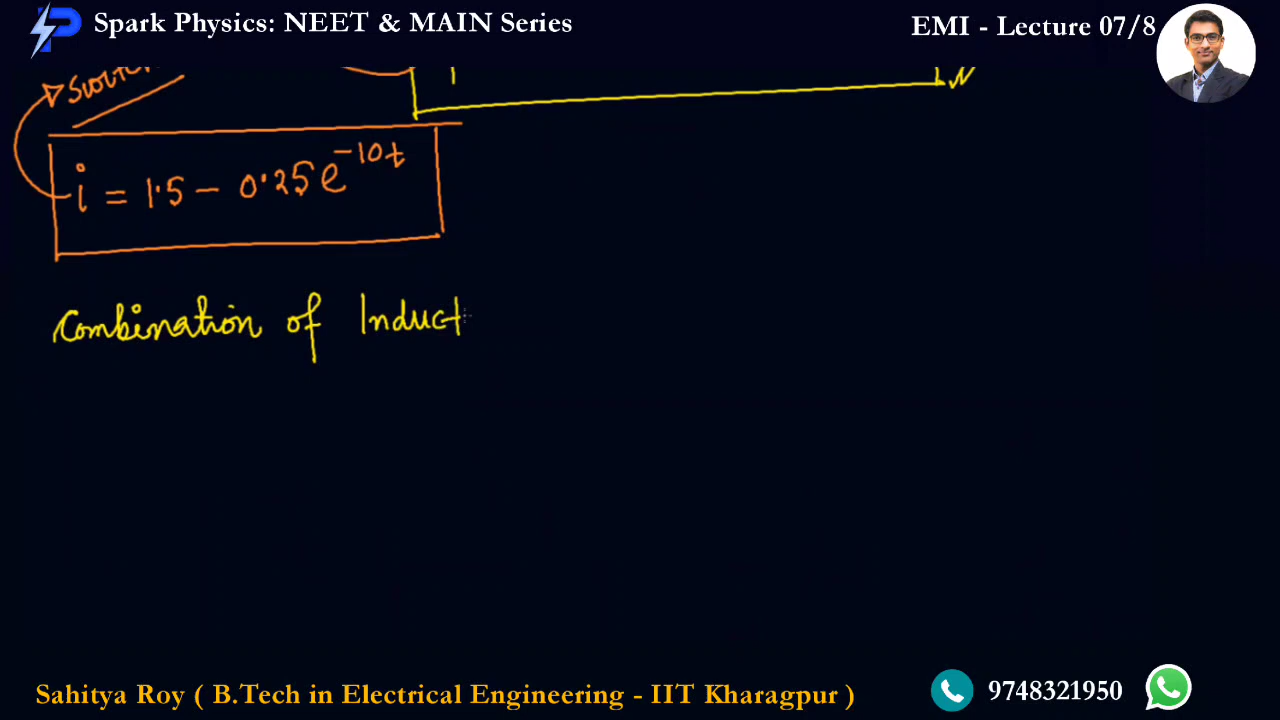 Spark Physics: NEET & MAIN Series
EMI - Lecture 07/8
N
i = 1.5 - 0.25e^{-10t}
Combination of Induct
Sahitya Roy ( B.Tech in Electrical Engineering - IIT Kharagpur )
9748321950